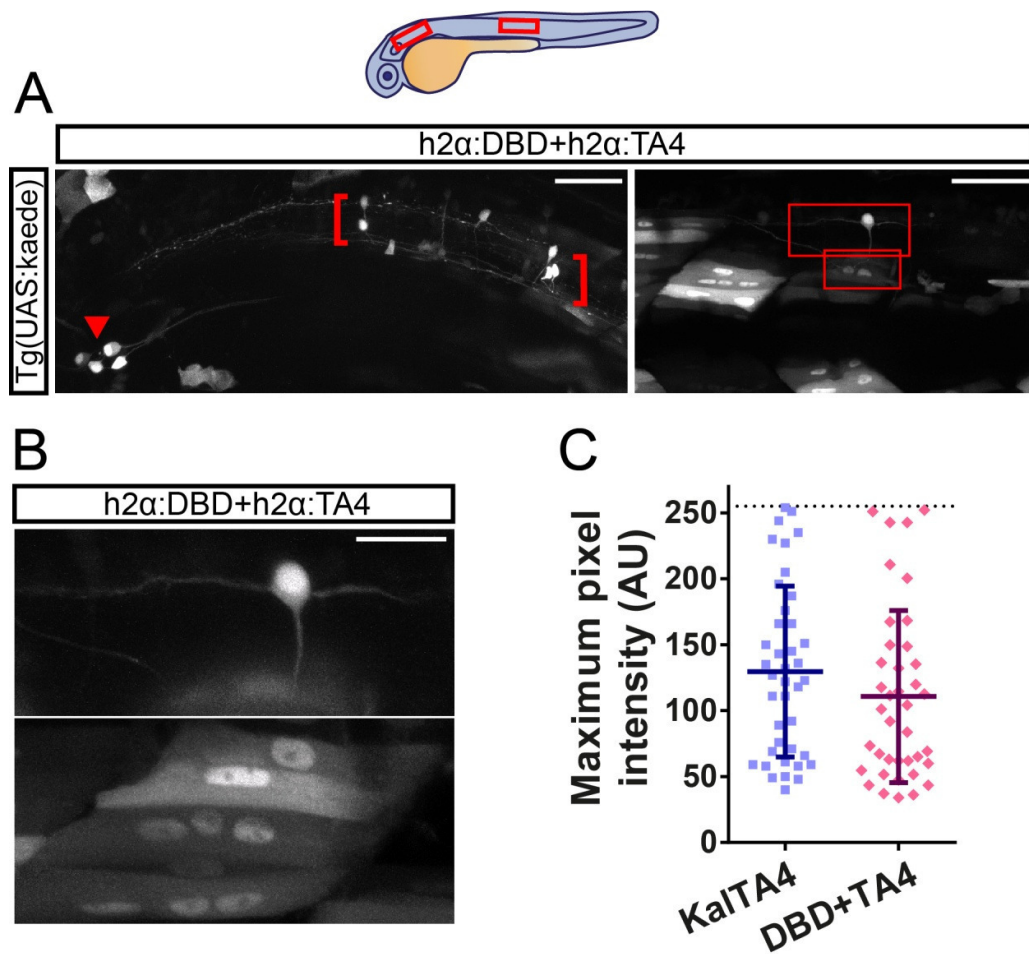 A
h2α:DBD+h2α:TA4
Tg(UAS:kaede)
B
h2α:DBD+h2α:TA4
C
Maximum pixel
intensity (AU)
250
200
150
100
50
0
KalTA4
DBD+TA4